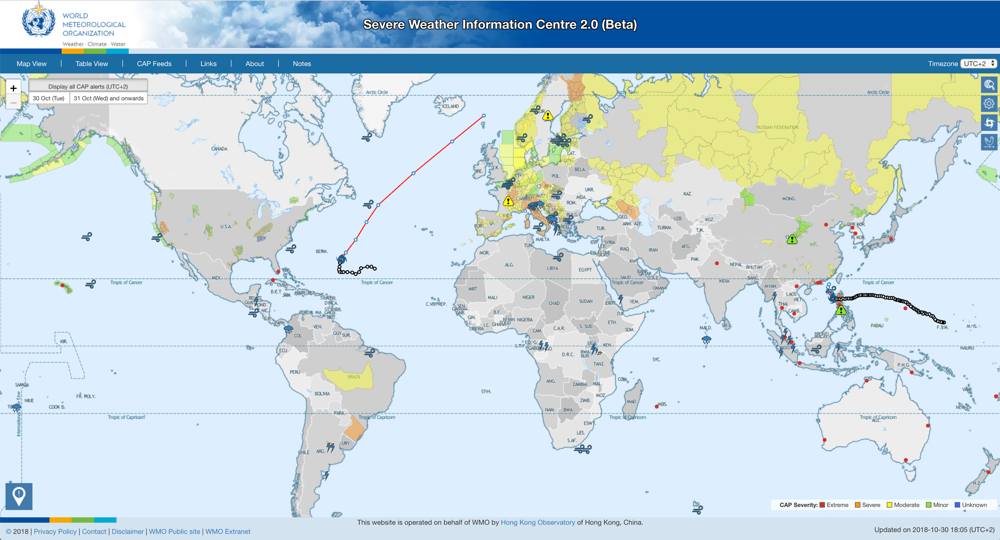 WORLD
METEOROLOGICAL
ORGANIZATION
Weather · Climate · Water
Severe Weather Information Centre 2.0 (Beta)
Map View | Table View | CAP Feeds | Links | About | Notes
Timezone UTC+2
+
−
Display all CAP alerts (UTC+2)
30 Oct (Tue) 31 Oct (Wed) and onwards
Arctic Circle
Arctic Circle
Arctic Circle
ICELAND
FIN.
RUSSIAN FEDERATION
CANADA
LAT.
IRE.
U.K.
BELA.
POL.
UKR.
KAZ.
MDA.
ROM.
MONG.
BULG.
GEO.
UZB.
KGZ.
U.S.A.
PORT.
SP.
GREECE
TUR.
ARM. AZE.
TURKM.
TJK.
DPR KOR.
R. KOR.
JAPAN
MALTA
TUN.
CYP.
SYRIA
LEB.
IRAQ
IRAN
AFG.
BERM.
MOR.
PALESTINE
JORD.
PAK.
NEPAL
BHUTAN
ALG.
LIBYA
EGYPT
KWT.
BAHR.
QATAR
U.A.E.
BHS.
MEX.
SAUD.
BANG.
INDIA
Tropic of Cancer
Tropic of Cancer
Tropic of Cancer
Tropic of Cancer
CUBA
MRT.
OMAN
MYAN.
LAOS
B.C.T
JAM.
HAITI
REP.
BELIZE
MALI
NIGER
CHAD
SUDAN
ERIT.
YEM.
VIET.
THAI.
CAMB.
NIC.
C.VD. REP.
SEN.
GAMBIA
GNB.
B.F.
DJI.
C.R.
PAN.
TR.T.
GIN.
S.L.
LIBERIA
I.C.
GHANA
TOGO
BENIN
NIGERIA
ETH.
S. SUD.
VEN.
GUY.
SUR.
CAM.
C.A.R.
SOM.
MALD.
SRI L.
PALAU
F.S.M.
M. IS.
COL.
KIR.
BRUNEI
MALAY.
ECU.
S.T.P.
EQ. G.
GABON
CONGO
UGA.
KEN.
INDO.
NAURU
D.R.C.
RWA.
BUR.
SYC.
TANZ.
P.N.G.
S. IS.
PERU
BRAZIL
E.T.
SAMOA
ANG.
ZAMBIA
MAL.
COM.
NIUE
FR. POLY.
BOLIVIA
ST.H.
MOZ.
ZIMB.
MAD.
COOK IS.
MUS.
NAM.
BWA.
NEW C.
PARA.
Tropic of Capricorn
Tropic of Capricorn
Tropic of Capricorn
Tropic of Capricorn
AUZ.
ESWT.
LES.
S.AF.
URY.
CHILE
ARG.
N.Z.
CAP Severity: Extreme Severe Moderate Minor Unknown
This website is operated on behalf of WMO by Hong Kong Observatory of Hong Kong, China.
© 2018 | Privacy Policy | Contact | Disclaimer | WMO Public site | WMO Extranet
Updated on 2018-10-30 18:05 (UTC+2)